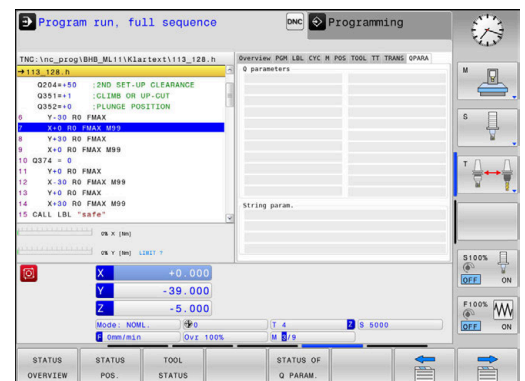 Program run, full sequence
DNC
Programming
TNC:\nc_prog\BHB_ML11\Klartext\113_128.h
→113_128.h
Q204=+50 ;2ND SET-UP CLEARANCE
Q351=+1 ;CLIMB OR UP-CUT
Q352=+0 ;PLUNGE POSITION
6 Y-30 R0 FMAX
7 X+0 R0 FMAX M99
8 Y+30 R0 FMAX
9 X+0 R0 FMAX M99
10 Q374 = 0
11 Y+0 R0 FMAX
12 X-30 R0 FMAX M99
13 Y+0 R0 FMAX
14 X+30 R0 FMAX M99
15 CALL LBL "safe"
0% X [Nm]
0% Y [Nm] LIMIT 1
Overview PGM LBL CYC M POS TOOL TT TRANS QPARA
Q parameters
String param.
X +0.000
Y -39.000
Z -5.000
Mode: NOML. 0 T 4 Z S 5000
F 0mm/min Ovr 100% M 5/9
M
S
T
S100%
OFF ON
F100%
OFF ON
STATUS OVERVIEW
STATUS POS.
TOOL STATUS
STATUS OF Q PARAM.